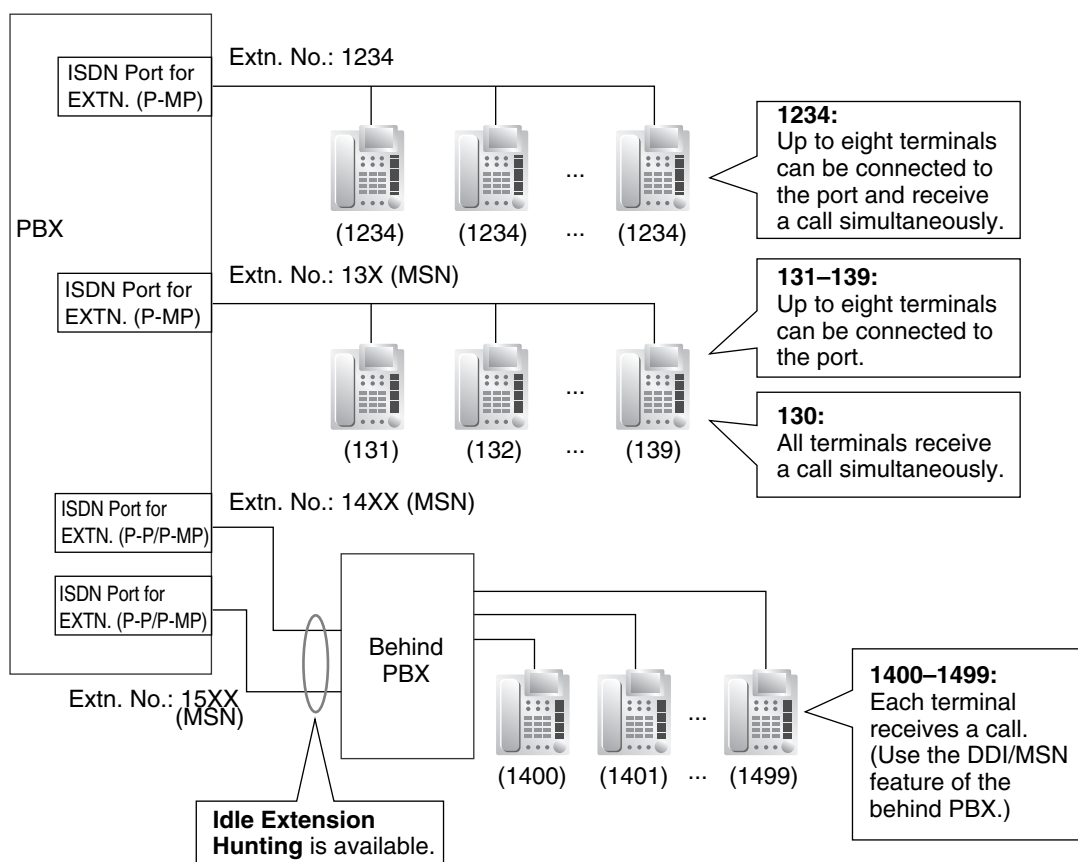 Extn. No.: 1234
ISDN Port for
EXTN. (P-MP)
1234:
Up to eight terminals
can be connected to
the port and receive
a call simultaneously.
...
PBX
(1234) (1234) ... (1234)
Extn. No.: 13X (MSN)
ISDN Port for
EXTN. (P-MP)
131–139:
Up to eight terminals
can be connected to
the port.
...
130:
All terminals receive
a call simultaneously.
(131) (132) ... (139)
Extn. No.: 14XX (MSN)
ISDN Port for
EXTN. (P-P/P-MP)
ISDN Port for
EXTN. (P-P/P-MP)
Behind
PBX
Extn. No.: 15XX
(MSN)
1400–1499:
Each terminal
receives a call.
(Use the DDI/MSN
feature of the
behind PBX.)
...
(1400) (1401) ... (1499)
Idle Extension
Hunting is available.